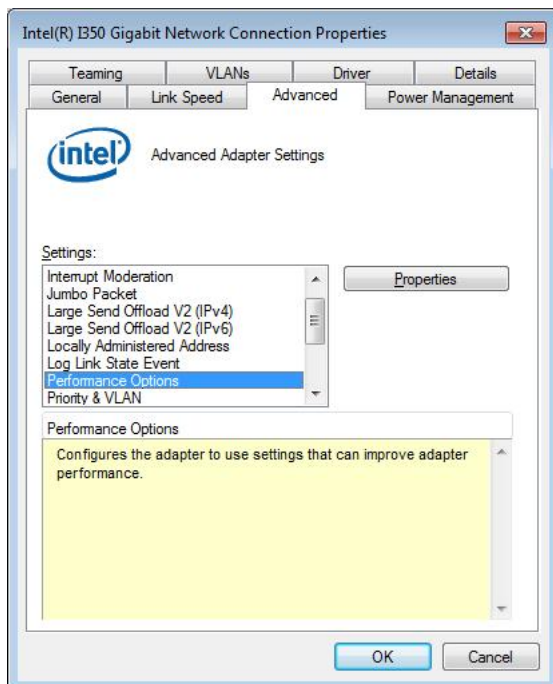 Intel(R) I350 Gigabit Network Connection Properties
Teaming VLANs Driver Details
General Link Speed Advanced Power Management
intel
Advanced Adapter Settings
Settings:
Interrupt Moderation
Jumbo Packet
Large Send Offload V2 (IPv4)
Large Send Offload V2 (IPv6)
Locally Administered Address
Log Link State Event
Performance Options
Priority & VLAN
Properties
Performance Options
Configures the adapter to use settings that can improve adapter
performance.
OK Cancel